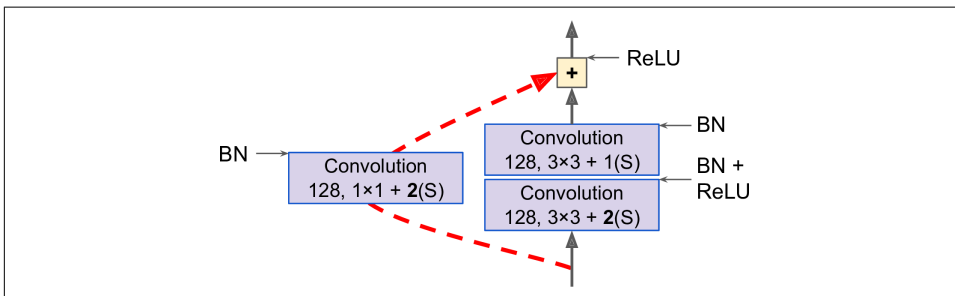 ReLU
+
Convolution
128, 3×3 + 1(S)
BN
BN
Convolution
128, 1×1 + 2(S)
BN +
ReLU
Convolution
128, 3×3 + 2(S)